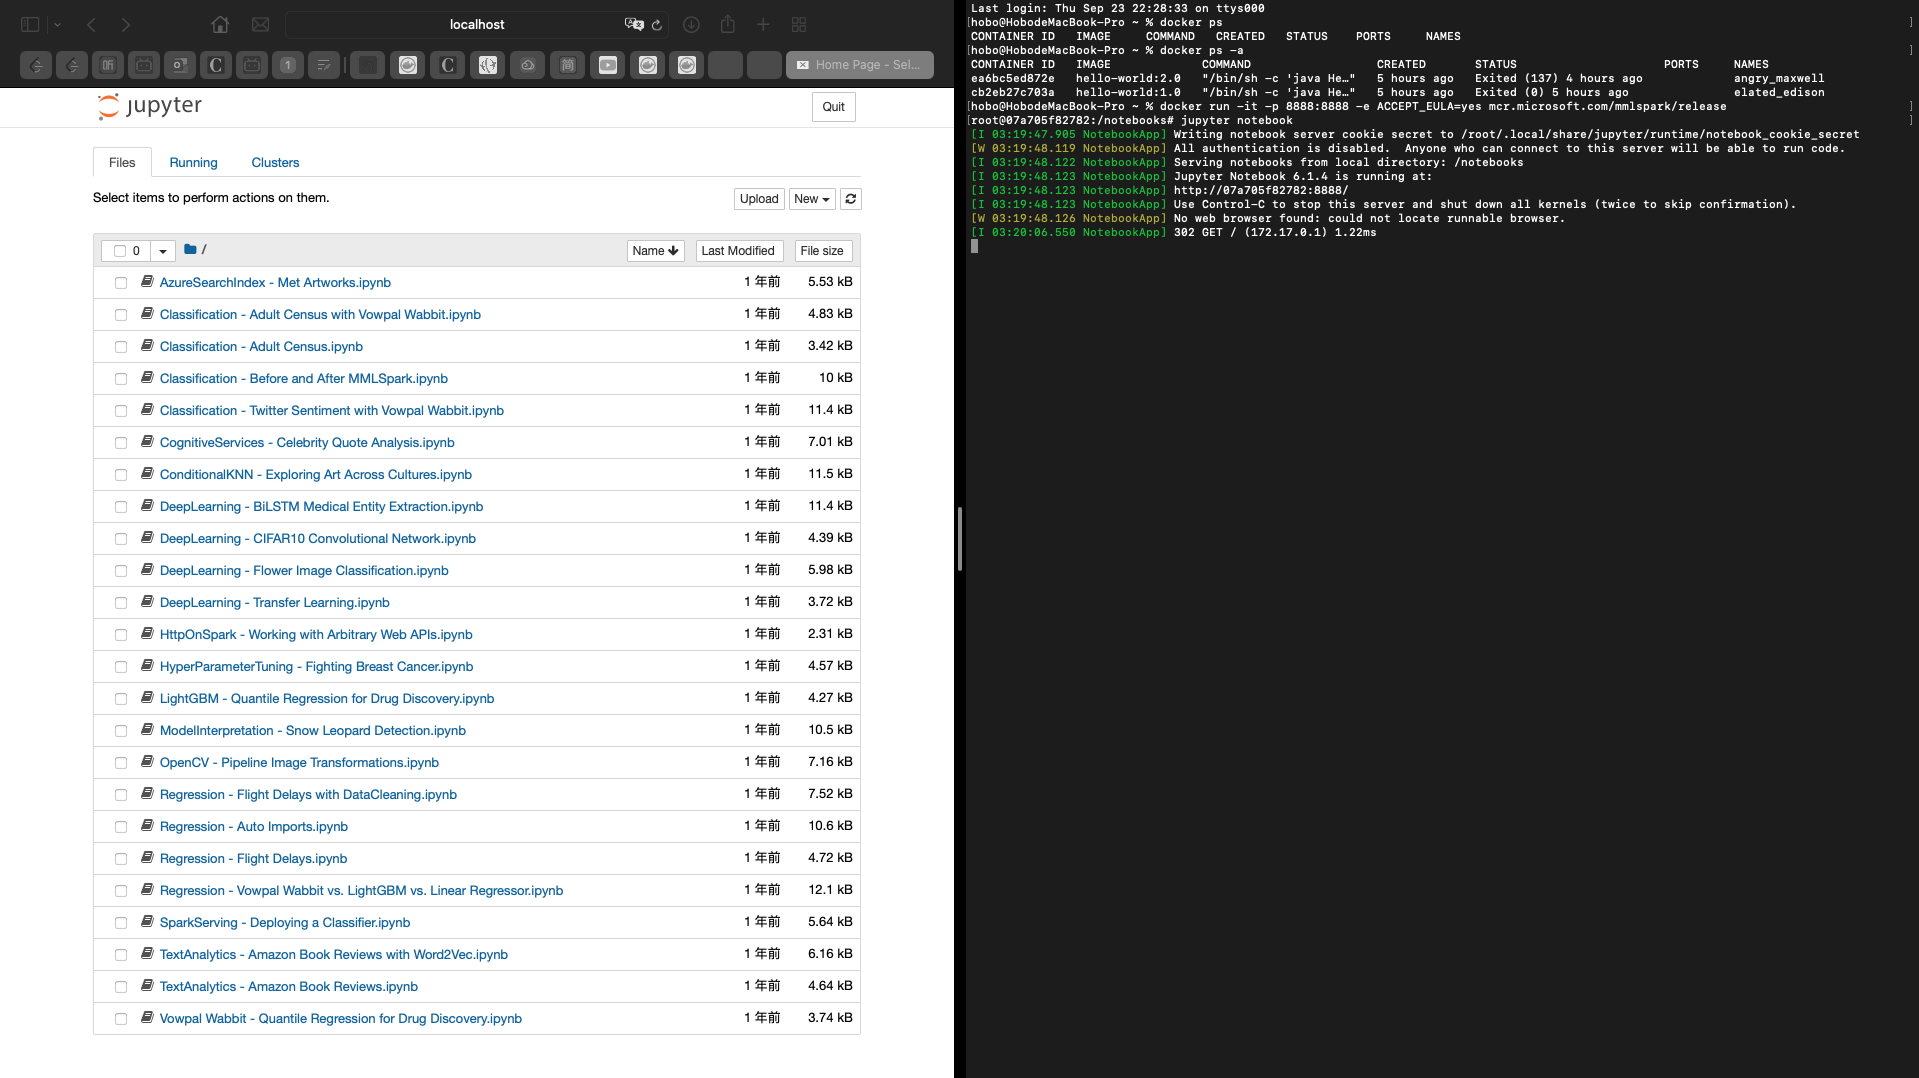 localhost
Home Page - Sel...
jupyter
Quit
Files Running Clusters
Select items to perform actions on them.
Upload New
0 / Name Last Modified File size
AzureSearchIndex - Met Artworks.ipynb 1 年前 5.53 kB
Classification - Adult Census with Vowpal Wabbit.ipynb 1 年前 4.83 kB
Classification - Adult Census.ipynb 1 年前 3.42 kB
Classification - Before and After MMLSpark.ipynb 1 年前 10 kB
Classification - Twitter Sentiment with Vowpal Wabbit.ipynb 1 年前 11.4 kB
CognitiveServices - Celebrity Quote Analysis.ipynb 1 年前 7.01 kB
ConditionalKNN - Exploring Art Across Cultures.ipynb 1 年前 11.5 kB
DeepLearning - BiLSTM Medical Entity Extraction.ipynb 1 年前 11.4 kB
DeepLearning - CIFAR10 Convolutional Network.ipynb 1 年前 4.39 kB
DeepLearning - Flower Image Classification.ipynb 1 年前 5.98 kB
DeepLearning - Transfer Learning.ipynb 1 年前 3.72 kB
HttpOnSpark - Working with Arbitrary Web APIs.ipynb 1 年前 2.31 kB
HyperParameterTuning - Fighting Breast Cancer.ipynb 1 年前 4.57 kB
LightGBM - Quantile Regression for Drug Discovery.ipynb 1 年前 4.27 kB
ModelInterpretation - Snow Leopard Detection.ipynb 1 年前 10.5 kB
OpenCV - Pipeline Image Transformations.ipynb 1 年前 7.16 kB
Regression - Flight Delays with DataCleaning.ipynb 1 年前 7.52 kB
Regression - Auto Imports.ipynb 1 年前 10.6 kB
Regression - Flight Delays.ipynb 1 年前 4.72 kB
Regression - Vowpal Wabbit vs. LightGBM vs. Linear Regressor.ipynb 1 年前 12.1 kB
SparkServing - Deploying a Classifier.ipynb 1 年前 5.64 kB
TextAnalytics - Amazon Book Reviews with Word2Vec.ipynb 1 年前 6.16 kB
TextAnalytics - Amazon Book Reviews.ipynb 1 年前 4.64 kB
Vowpal Wabbit - Quantile Regression for Drug Discovery.ipynb 1 年前 3.74 kB
Last login: Thu Sep 23 22:28:33 on ttys000
[hobo@HobodeMacBook-Pro ~ % docker ps ]
CONTAINER ID IMAGE COMMAND CREATED STATUS PORTS NAMES
[hobo@HobodeMacBook-Pro ~ % docker ps -a ]
CONTAINER ID IMAGE COMMAND CREATED STATUS PORTS NAMES
ea6bc5ed872e hello-world:2.0 "/bin/sh -c 'java He…" 5 hours ago Exited (137) 4 hours ago angry_maxwell
cb2eb27c703a hello-world:1.0 "/bin/sh -c 'java He…" 5 hours ago Exited (0) 5 hours ago elated_edison
[hobo@HobodeMacBook-Pro ~ % docker run -it -p 8888:8888 -e ACCEPT_EULA=yes mcr.microsoft.com/mmlspark/release ]
[root@07a705f82782:/notebooks# jupyter notebook ]
[I 03:19:47.905 NotebookApp] Writing notebook server cookie secret to /root/.local/share/jupyter/runtime/notebook_cookie_secret
[W 03:19:48.119 NotebookApp] All authentication is disabled. Anyone who can connect to this server will be able to run code.
[I 03:19:48.122 NotebookApp] Serving notebooks from local directory: /notebooks
[I 03:19:48.123 NotebookApp] Jupyter Notebook 6.1.4 is running at:
[I 03:19:48.123 NotebookApp] http://07a705f82782:8888/
[I 03:19:48.123 NotebookApp] Use Control-C to stop this server and shut down all kernels (twice to skip confirmation).
[W 03:19:48.126 NotebookApp] No web browser found: could not locate runnable browser.
[I 03:20:06.550 NotebookApp] 302 GET / (172.17.0.1) 1.22ms